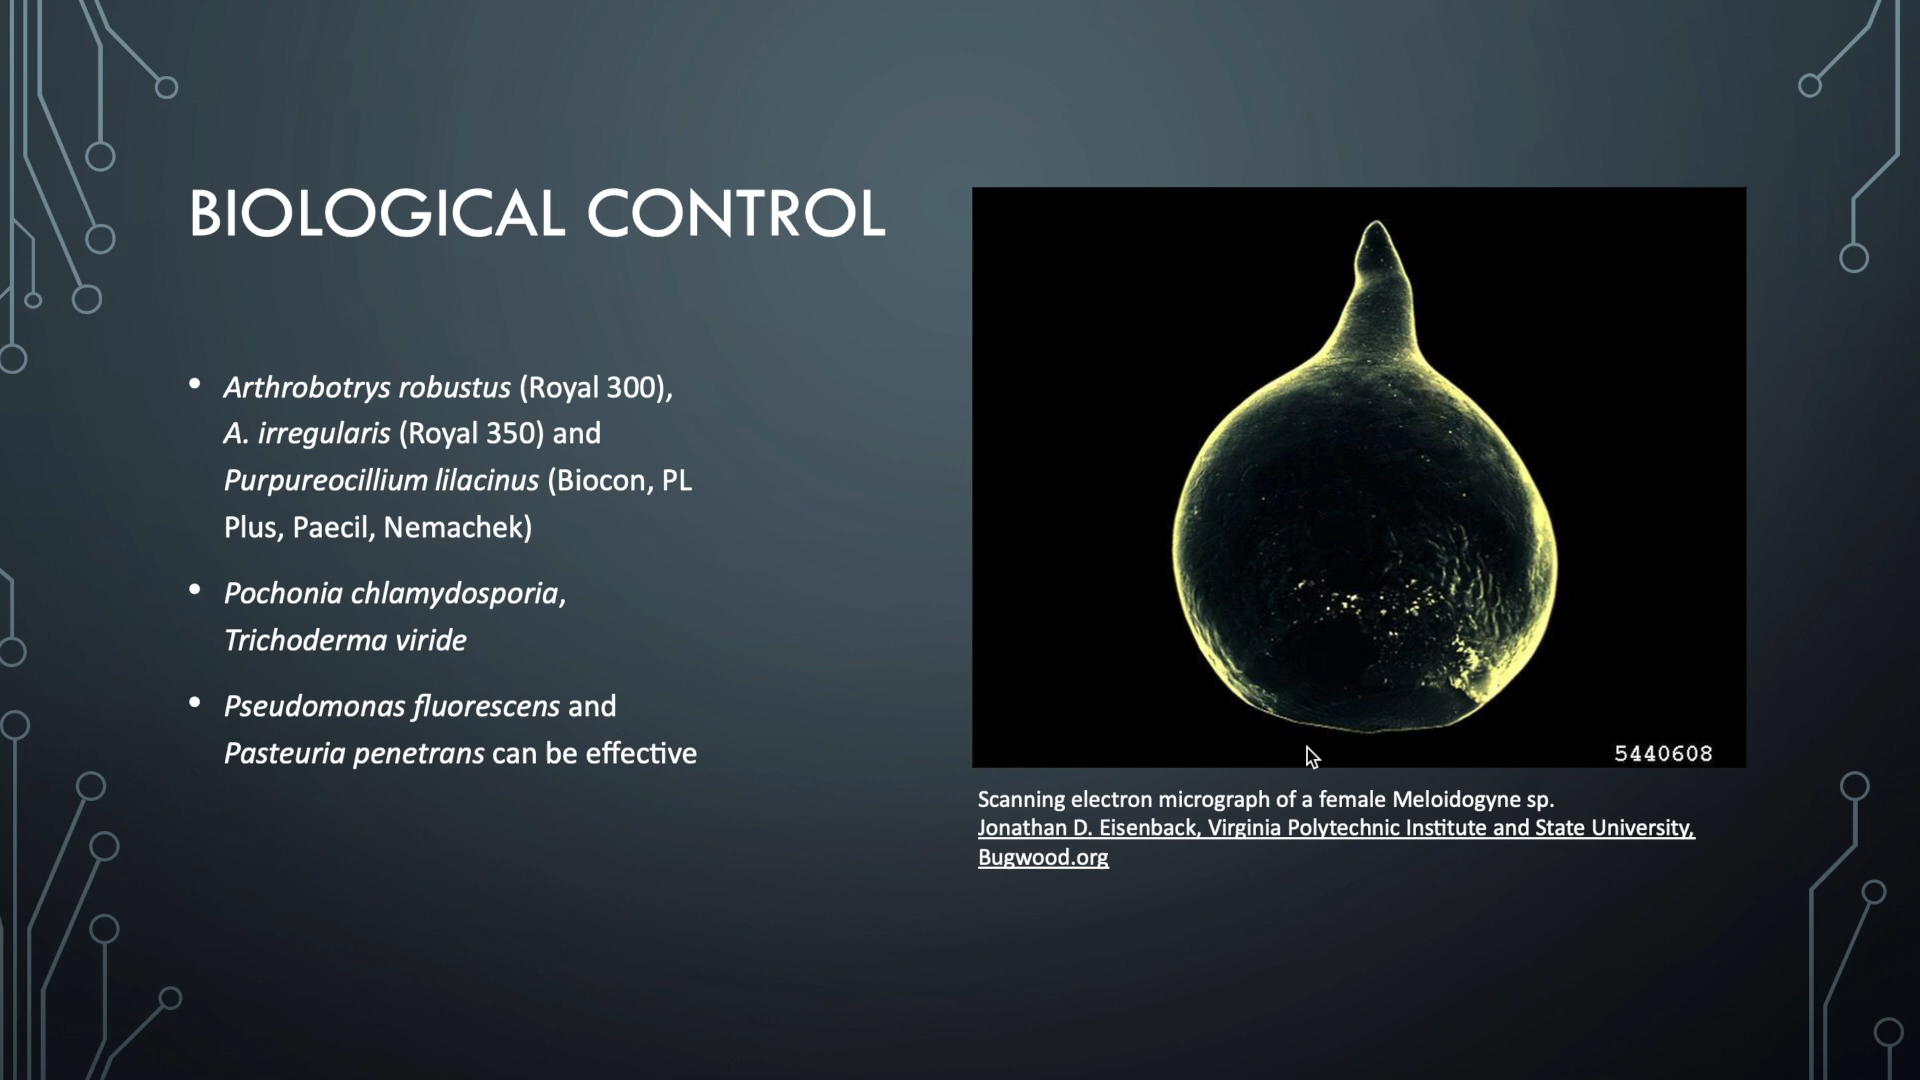 BIOLOGICAL CONTROL
• Arthrobotrys robustus (Royal 300),
A. irregularis (Royal 350) and
Purpureocillium lilacinus (Biocon, PL
Plus, Paecil, Nemachek)
• Pochonia chlamydosporia,
Trichoderma viride
• Pseudomonas fluorescens and
Pasteuria penetrans can be effective
5440608
Scanning electron micrograph of a female Meloidogyne sp.
Jonathan D. Eisenback, Virginia Polytechnic Institute and State University,
Bugwood.org